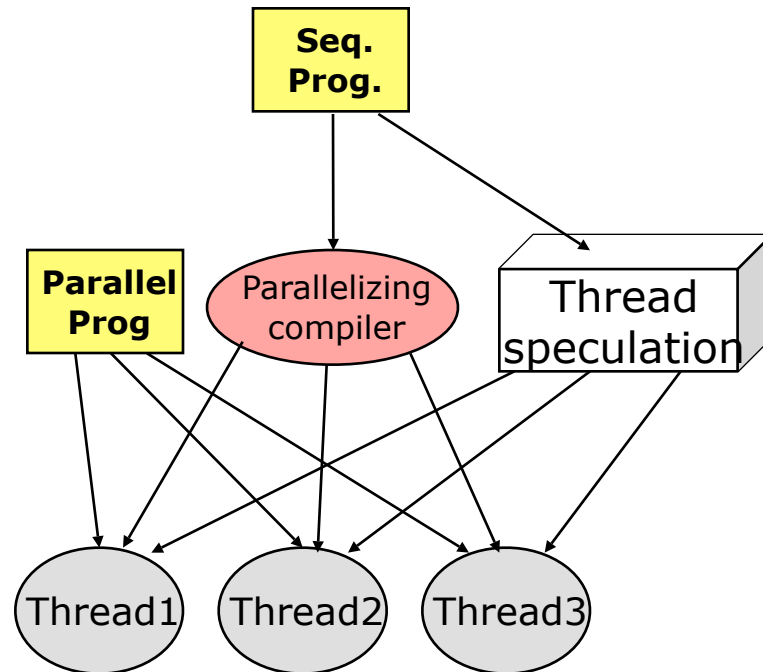 Seq.
Prog.
Parallel
Prog
Parallelizing
compiler
Thread
speculation
Thread1
Thread2
Thread3